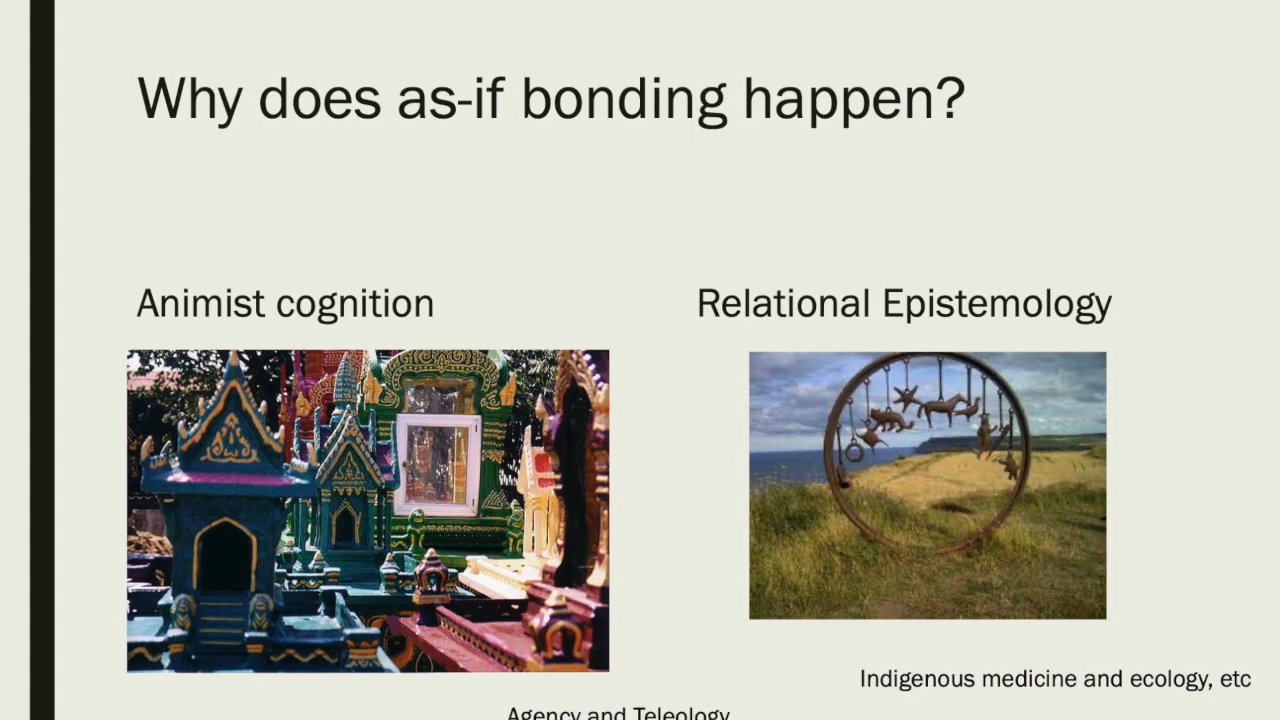 Why does as-if bonding happen?
Animist cognition
Relational Epistemology
Indigenous medicine and ecology, etc
Agency and Teleology